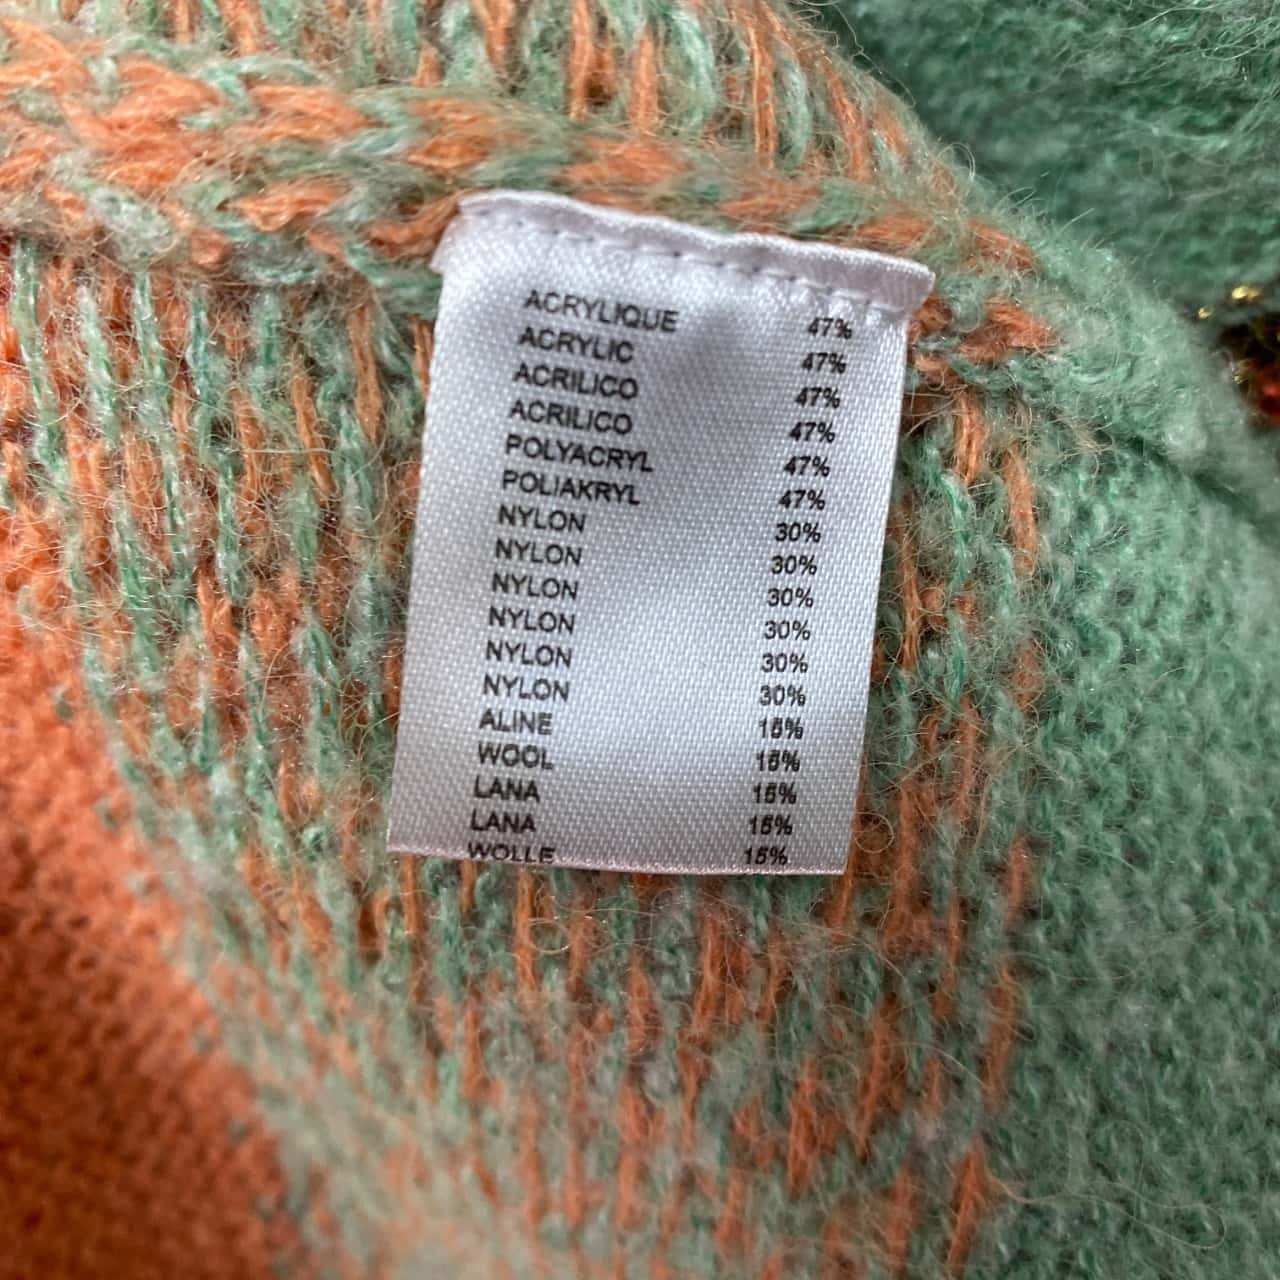 ACRYLIQUE 47%
ACRYLIC 47%
ACRILICO 47%
ACRILICO 47%
POLYACRYL 47%
POLIAKRYL 47%
NYLON 30%
NYLON 30%
NYLON 30%
NYLON 30%
NYLON 30%
NYLON 30%
ALINE 15%
WOOL 15%
LANA 15%
LANA 15%
WOLLE 15%